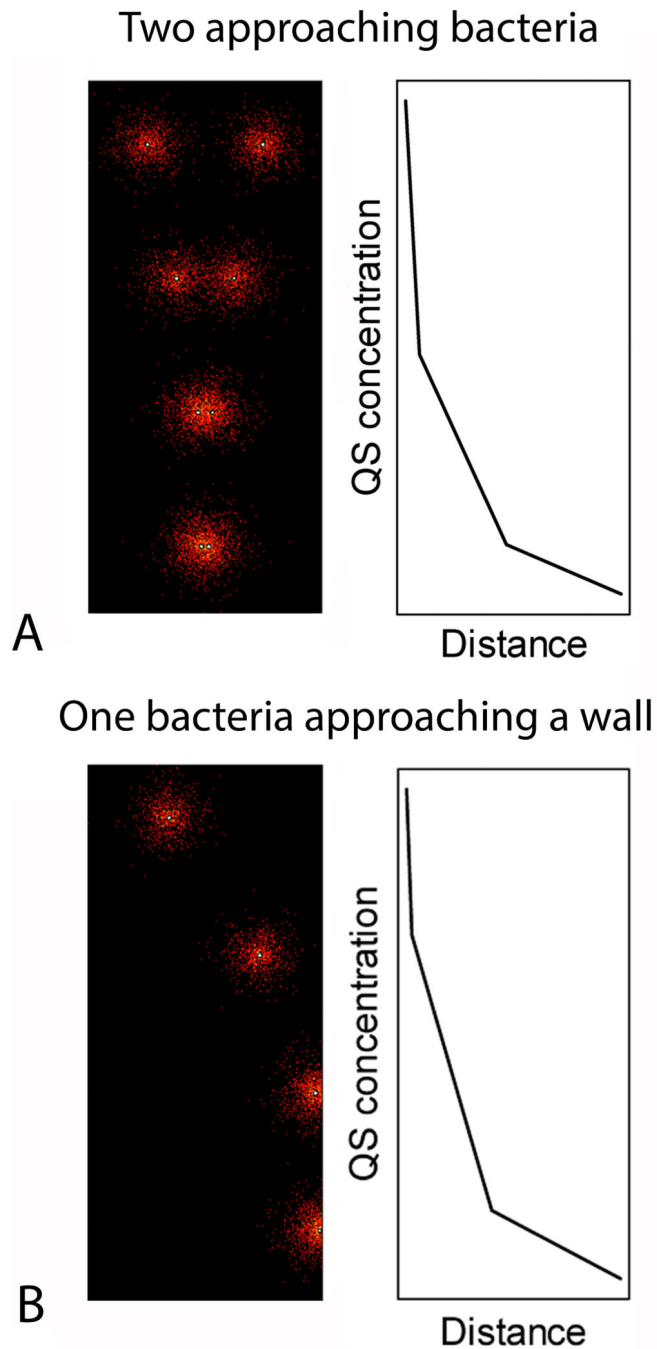 Two approaching bacteria
QS concentration
Distance
A
One bacteria approaching a wall
QS concentration
Distance
B